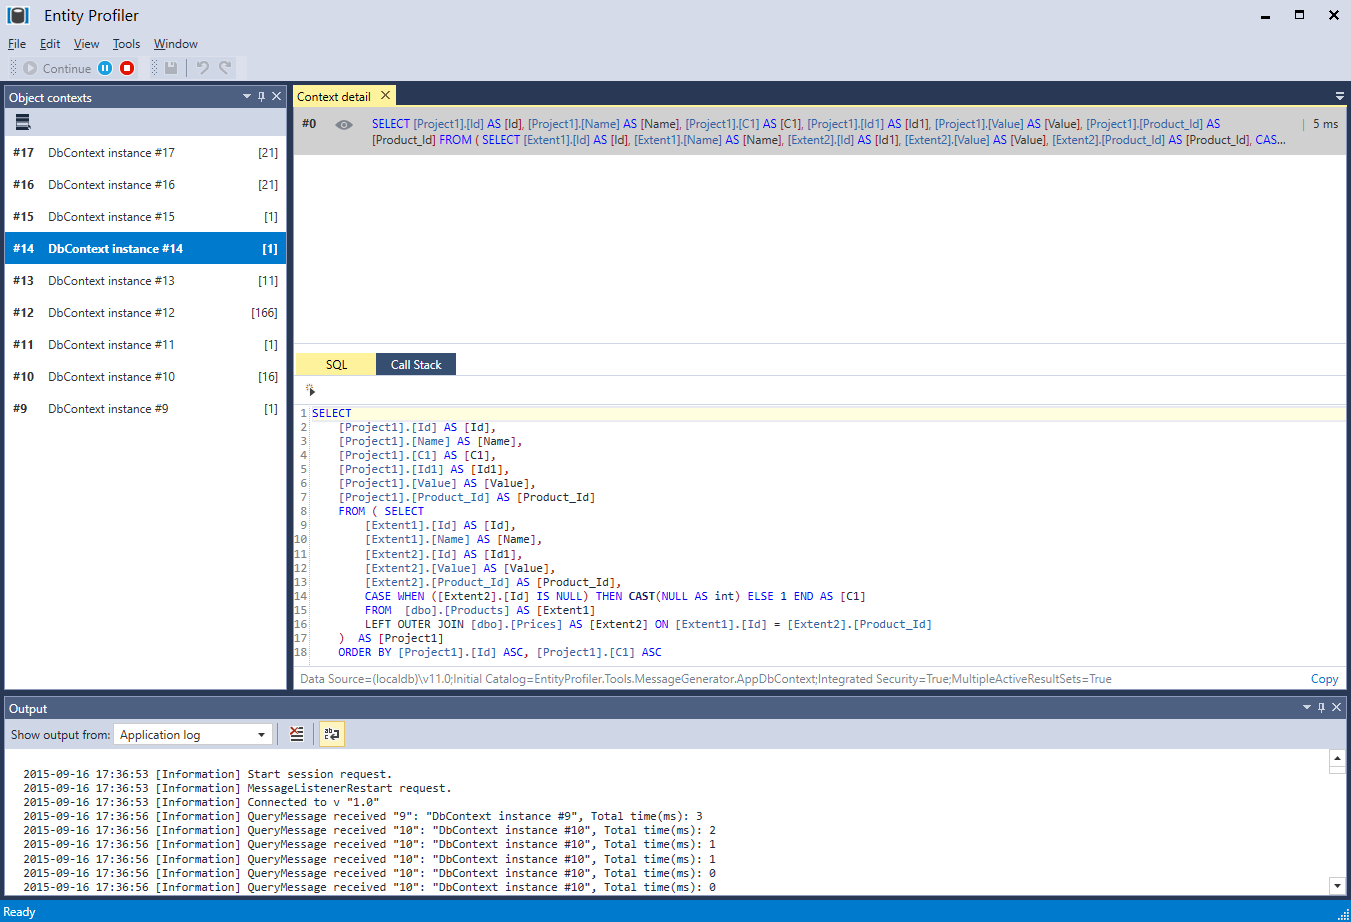 Entity Profiler
File Edit View Tools Window
Continue
Object contexts
#17 DbContext instance #17 [21]
#16 DbContext instance #16 [21]
#15 DbContext instance #15 [1]
#14 DbContext instance #14 [1]
#13 DbContext instance #13 [11]
#12 DbContext instance #12 [166]
#11 DbContext instance #11 [1]
#10 DbContext instance #10 [16]
#9 DbContext instance #9 [1]
Context detail
#0 SELECT [Project1].[Id] AS [Id], [Project1].[Name] AS [Name], [Project1].[C1] AS [C1], [Project1].[Id1] AS [Id1], [Project1].[Value] AS [Value], [Project1].[Product_Id] AS 5 ms
[Product_Id] FROM ( SELECT [Extent1].[Id] AS [Id], [Extent1].[Name] AS [Name], [Extent2].[Id] AS [Id1], [Extent2].[Value] AS [Value], [Extent2].[Product_Id] AS [Product_Id], CAS...
SQL Call Stack
1 SELECT
2 [Project1].[Id] AS [Id],
3 [Project1].[Name] AS [Name],
4 [Project1].[C1] AS [C1],
5 [Project1].[Id1] AS [Id1],
6 [Project1].[Value] AS [Value],
7 [Project1].[Product_Id] AS [Product_Id]
8 FROM ( SELECT
9 [Extent1].[Id] AS [Id],
10 [Extent1].[Name] AS [Name],
11 [Extent2].[Id] AS [Id1],
12 [Extent2].[Value] AS [Value],
13 [Extent2].[Product_Id] AS [Product_Id],
14 CASE WHEN ([Extent2].[Id] IS NULL) THEN CAST(NULL AS int) ELSE 1 END AS [C1]
15 FROM [dbo].[Products] AS [Extent1]
16 LEFT OUTER JOIN [dbo].[Prices] AS [Extent2] ON [Extent1].[Id] = [Extent2].[Product_Id]
17 ) AS [Project1]
18 ORDER BY [Project1].[Id] ASC, [Project1].[C1] ASC
Data Source=(localdb)\v11.0;Initial Catalog=EntityProfiler.Tools.MessageGenerator.AppDbContext;Integrated Security=True;MultipleActiveResultSets=True Copy
Output
Show output from: Application log
2015-09-16 17:36:53 [Information] Start session request.
2015-09-16 17:36:53 [Information] MessageListenerRestart request.
2015-09-16 17:36:53 [Information] Connected to v "1.0"
2015-09-16 17:36:56 [Information] QueryMessage received "9": "DbContext instance #9", Total time(ms): 3
2015-09-16 17:36:56 [Information] QueryMessage received "10": "DbContext instance #10", Total time(ms): 2
2015-09-16 17:36:56 [Information] QueryMessage received "10": "DbContext instance #10", Total time(ms): 1
2015-09-16 17:36:56 [Information] QueryMessage received "10": "DbContext instance #10", Total time(ms): 1
2015-09-16 17:36:56 [Information] QueryMessage received "10": "DbContext instance #10", Total time(ms): 0
2015-09-16 17:36:56 [Information] QueryMessage received "10": "DbContext instance #10", Total time(ms): 0
Ready